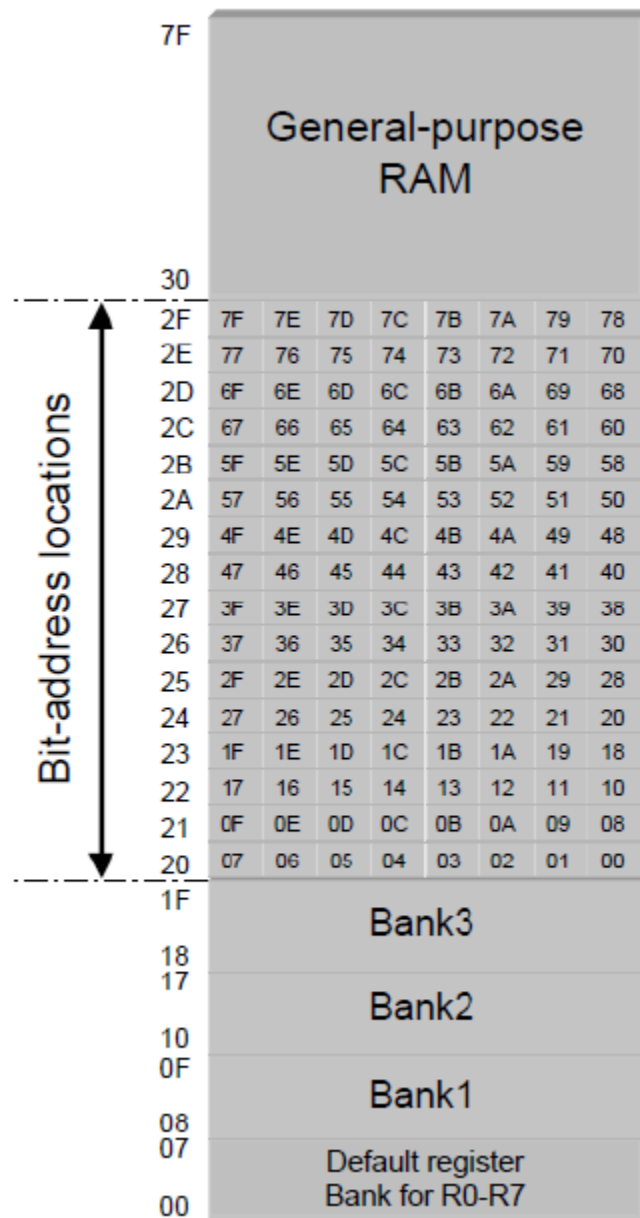 7F
General-purpose
RAM
30
Bit-address locations
2F 7F 7E 7D 7C 7B 7A 79 78
2E 77 76 75 74 73 72 71 70
2D 6F 6E 6D 6C 6B 6A 69 68
2C 67 66 65 64 63 62 61 60
2B 5F 5E 5D 5C 5B 5A 59 58
2A 57 56 55 54 53 52 51 50
29 4F 4E 4D 4C 4B 4A 49 48
28 47 46 45 44 43 42 41 40
27 3F 3E 3D 3C 3B 3A 39 38
26 37 36 35 34 33 32 31 30
25 2F 2E 2D 2C 2B 2A 29 28
24 27 26 25 24 23 22 21 20
23 1F 1E 1D 1C 1B 1A 19 18
22 17 16 15 14 13 12 11 10
21 0F 0E 0D 0C 0B 0A 09 08
20 07 06 05 04 03 02 01 00
1F
Bank3
18
17
Bank2
10
0F
Bank1
08
07
Default register
Bank for R0-R7
00